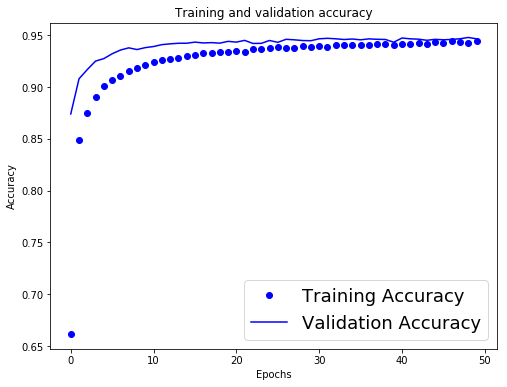 Training and validation accuracy
0.95
0.90
0.85
0.80
0.75
0.70
0.65
Accuracy
Training Accuracy
Validation Accuracy
0
10
20
30
40
50
Epochs